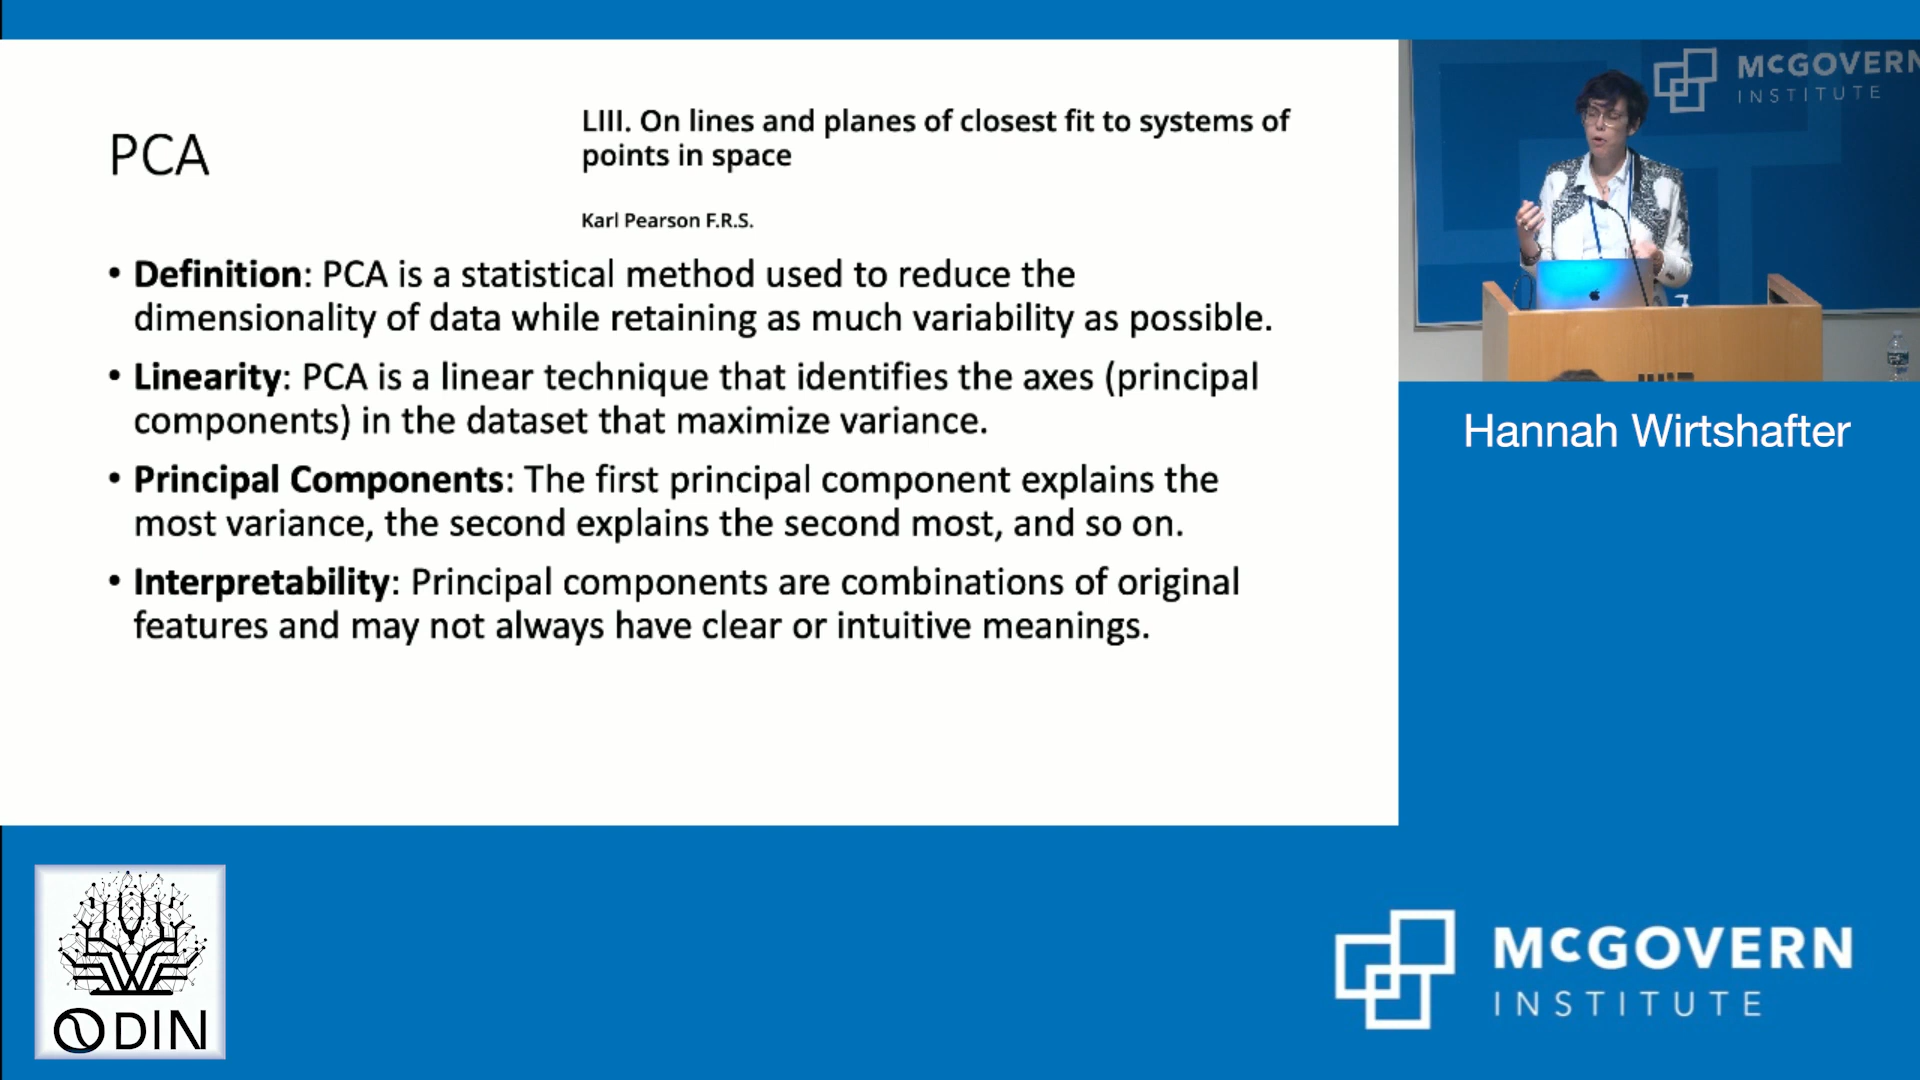 PCA
LIII. On lines and planes of closest fit to systems of
points in space
Karl Pearson F.R.S.
• Definition: PCA is a statistical method used to reduce the
dimensionality of data while retaining as much variability as possible.
• Linearity: PCA is a linear technique that identifies the axes (principal
components) in the dataset that maximize variance.
• Principal Components: The first principal component explains the
most variance, the second explains the second most, and so on.
• Interpretability: Principal components are combinations of original
features and may not always have clear or intuitive meanings.
McGOVERN
INSTITUTE
Hannah Wirtshafter
ODIN
McGOVERN
INSTITUTE